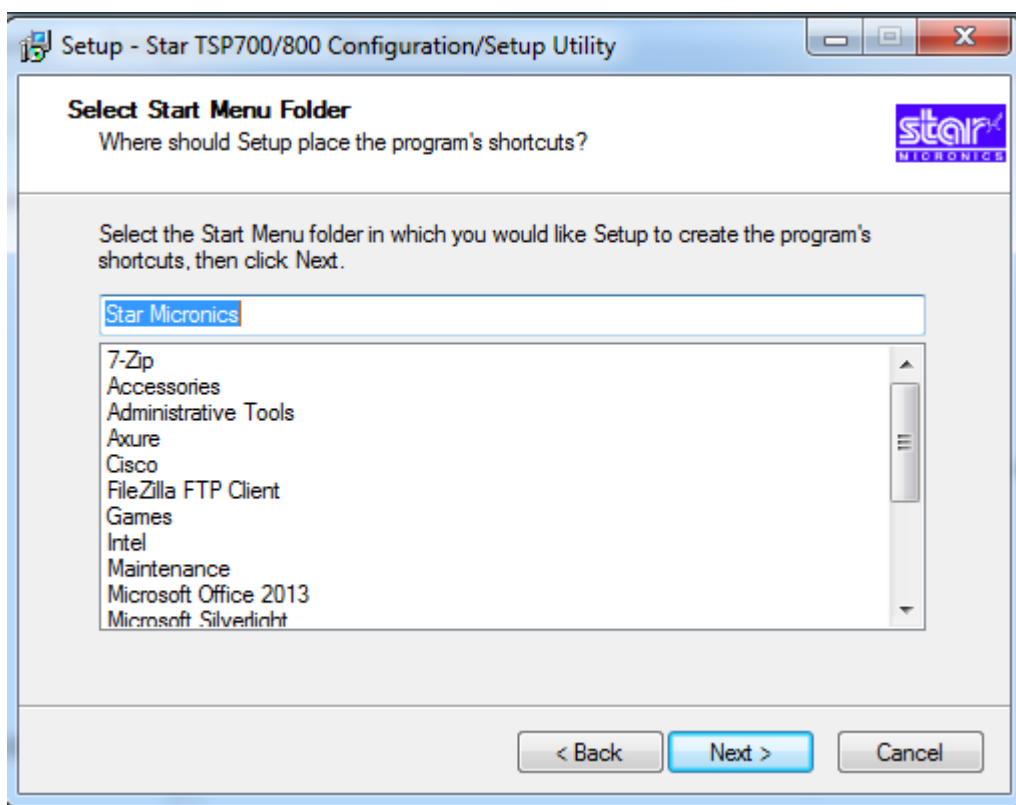 Setup - Star TSP700/800 Configuration/Setup Utility
Select Start Menu Folder
Where should Setup place the program's shortcuts?
star
MICRONICS
Select the Start Menu folder in which you would like Setup to create the program's
shortcuts, then click Next.
Star Micronics
7-Zip
Accessories
Administrative Tools
Axure
Cisco
FileZilla FTP Client
Games
Intel
Maintenance
Microsoft Office 2013
Microsoft Silverlight
< Back
Next >
Cancel